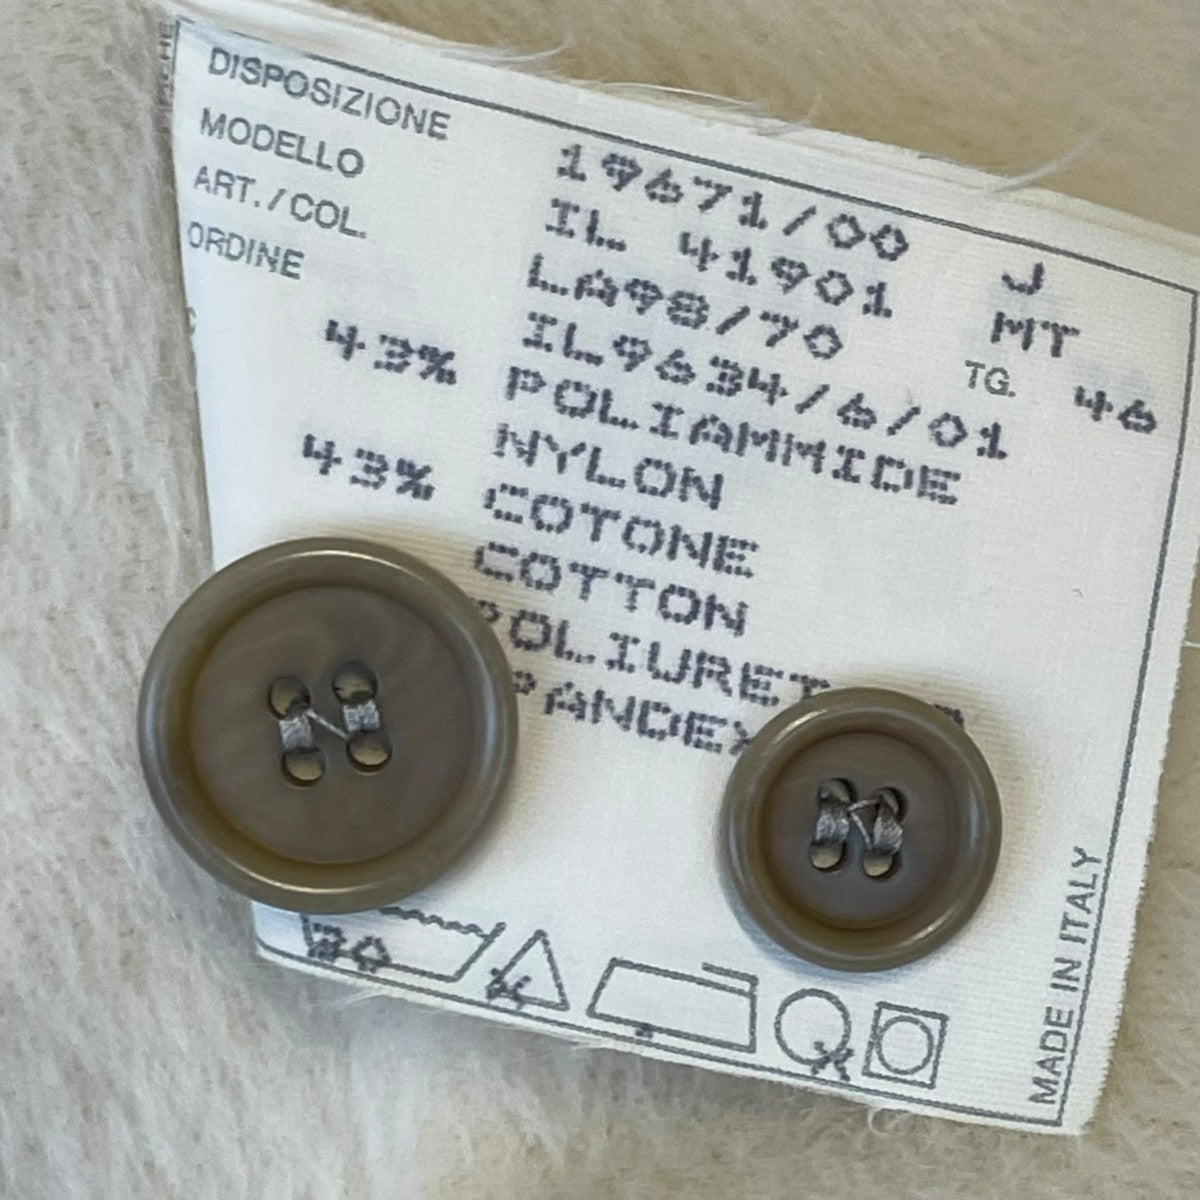 DISPOSIZIONE 19671/00 J
MODELLO IL 41901 MT
ART./COL. LA98/70 TG. 46
ORDINE IL9634/6/01
43% POLIAMMIDE
NYLON
43% COTONE
COTTON
30
MADE IN ITALY